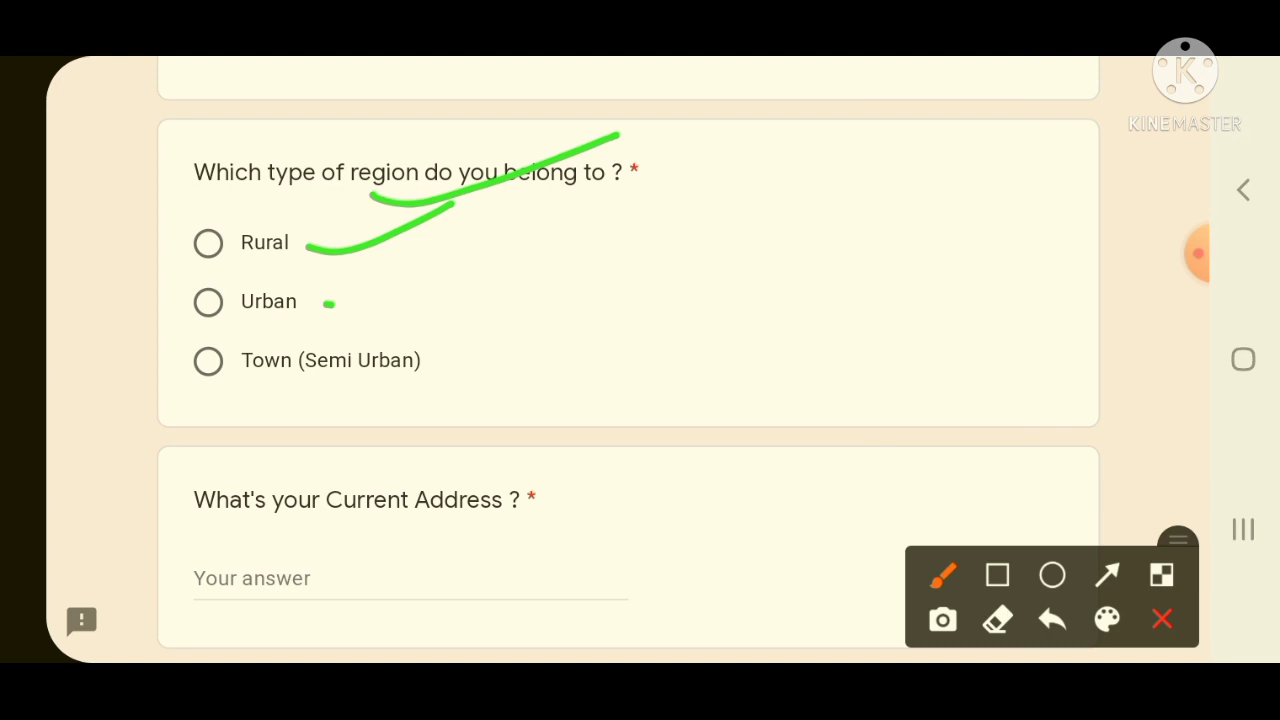 KINEMASTER
Which type of region do you belong to ? *
Rural
Urban
Town (Semi Urban)
What's your Current Address ? *
Your answer